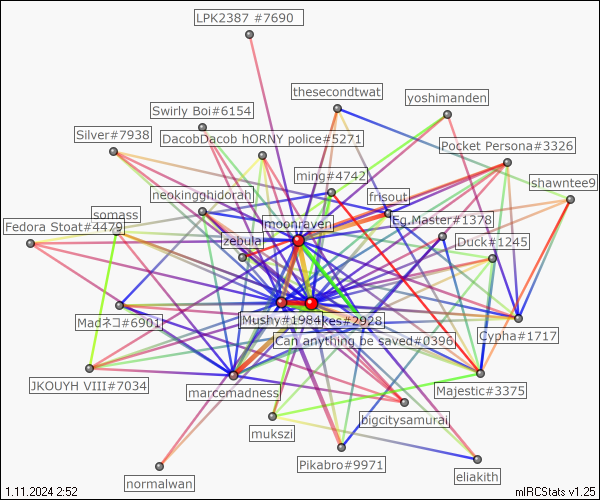 LPK2387 #7690
thesecondtwat
yoshimanden
Swirly Boi#6154
Silver#7938
DacobDacob hORNY police#5271
Pocket Persona#3326
ming#4742
shawntee9
neokingghidorah
frisout
somass
Fedora Stoat#4479
moonraven
Eg.Master#1378
zebulal
Duck#1245
Madネコ#6901
Mushy#1984
kes#2928
Cypha#1717
Can anything be saved#0396
JKOUYH VIII#7034
marcemadness
Majestic#3375
bigcitysamurai
mukszi
Pikabro#9971
eliakith
normalwan
1.11.2024 2:52
mIRCStats v1.25